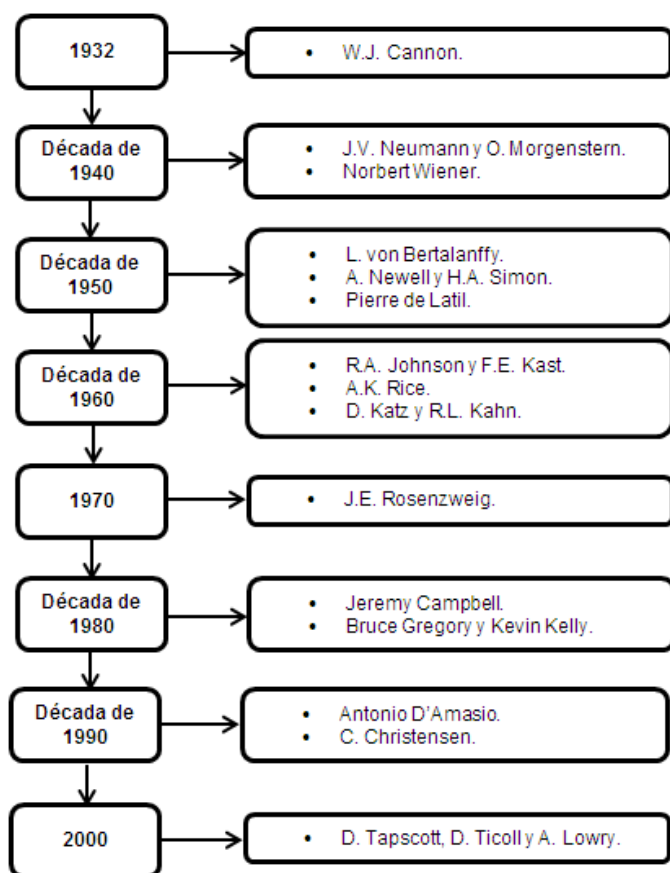 1932
• W.J. Cannon.
Década de
1940
• J.V. Neumann y O. Morgenstern.
• Norbert Wiener.
Década de
1950
• L. von Bertalanffy.
• A. Newell y H.A. Simon.
• Pierre de Latil.
Década de
1960
• R.A. Johnson y F.E. Kast.
• A.K. Rice.
• D. Katz y R.L. Kahn.
1970
• J.E. Rosenzweig.
Década de
1980
• Jeremy Campbell.
• Bruce Gregory y Kevin Kelly.
Década de
1990
• Antonio D’Amasio.
• C. Christensen.
2000
• D. Tapscott, D. Ticoll y A. Lowry.